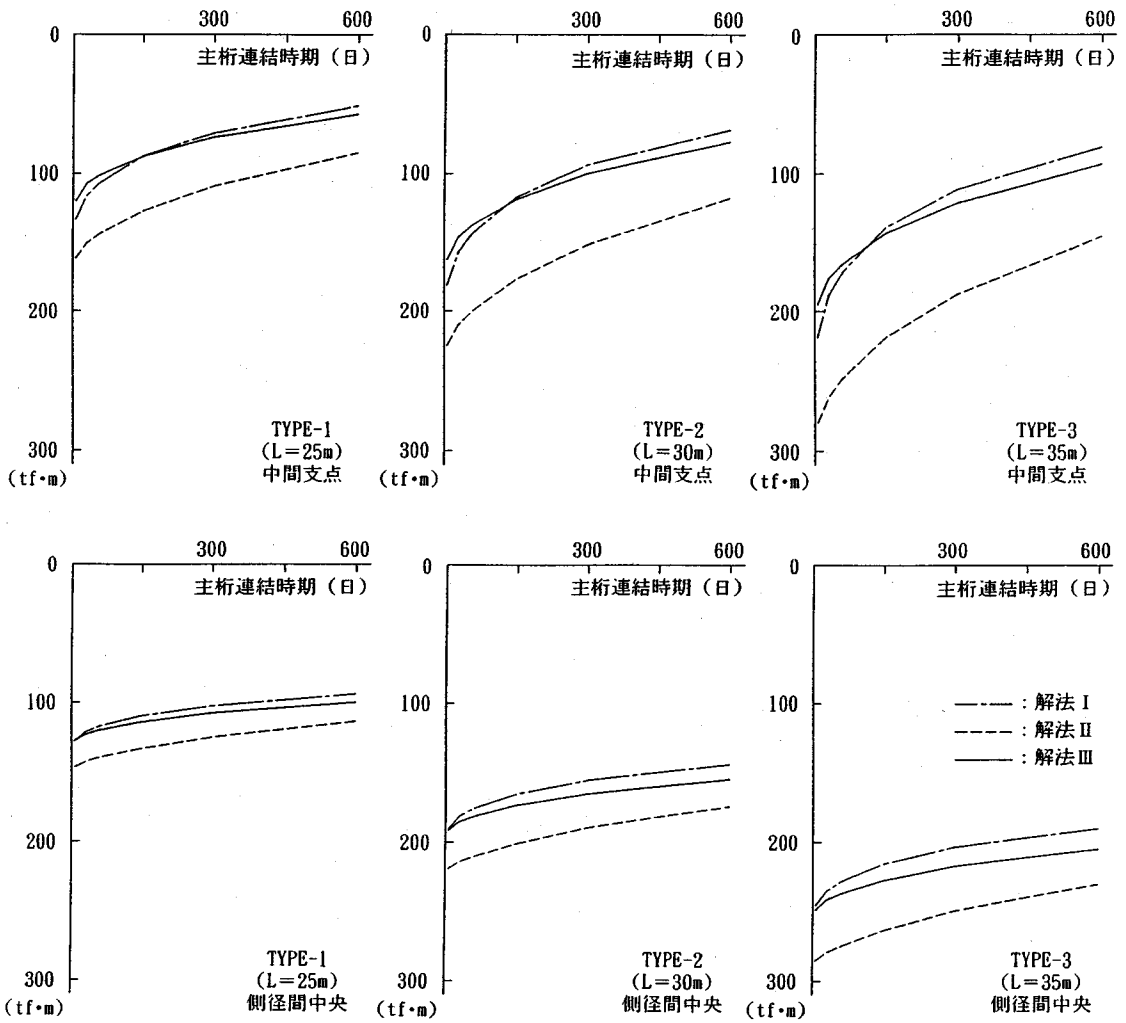 0 300 600
主桁連結時期（日）
100
200
300
(tf・m)
TYPE-1
(L=25m)
中間支点
0 300 600
主桁連結時期（日）
100
200
300
(tf・m)
TYPE-2
(L=30m)
中間支点
0 300 600
主桁連結時期（日）
100
200
300
(tf・m)
TYPE-3
(L=35m)
中間支点
0 300 600
主桁連結時期（日）
100
200
300
(tf・m)
TYPE-1
(L=25m)
側径間中央
0 300 600
主桁連結時期（日）
100
200
300
(tf・m)
TYPE-2
(L=30m)
側径間中央
0 300 600
主桁連結時期（日）
100
：解法Ⅰ
：解法Ⅱ
：解法Ⅲ
200
300
(tf・m)
TYPE-3
(L=35m)
側径間中央